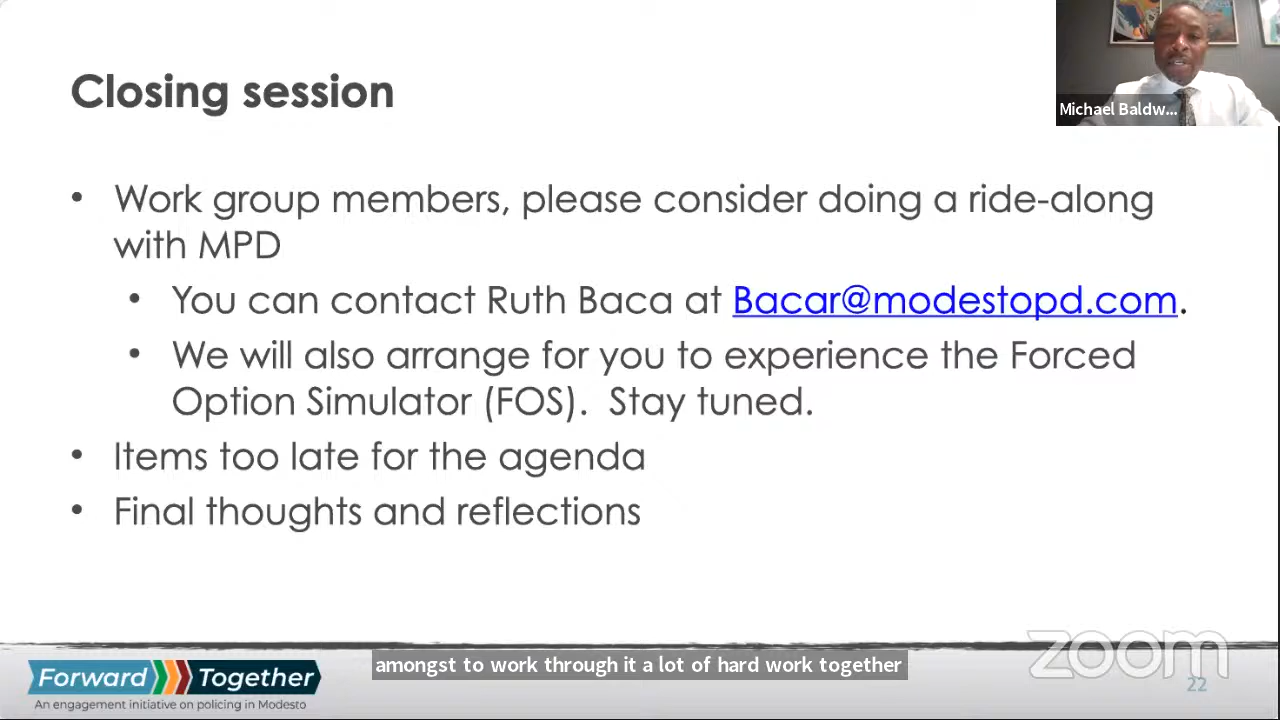 Closing session
Michael Baldw...
• Work group members, please consider doing a ride-along
with MPD
• You can contact Ruth Baca at Bacar@modestopd.com.
• We will also arrange for you to experience the Forced
Option Simulator (FOS).  Stay tuned.
• Items too late for the agenda
• Final thoughts and reflections
amongst to work through it a lot of hard work together
zoom
22
Forward Together
An engagement initiative on policing in Modesto